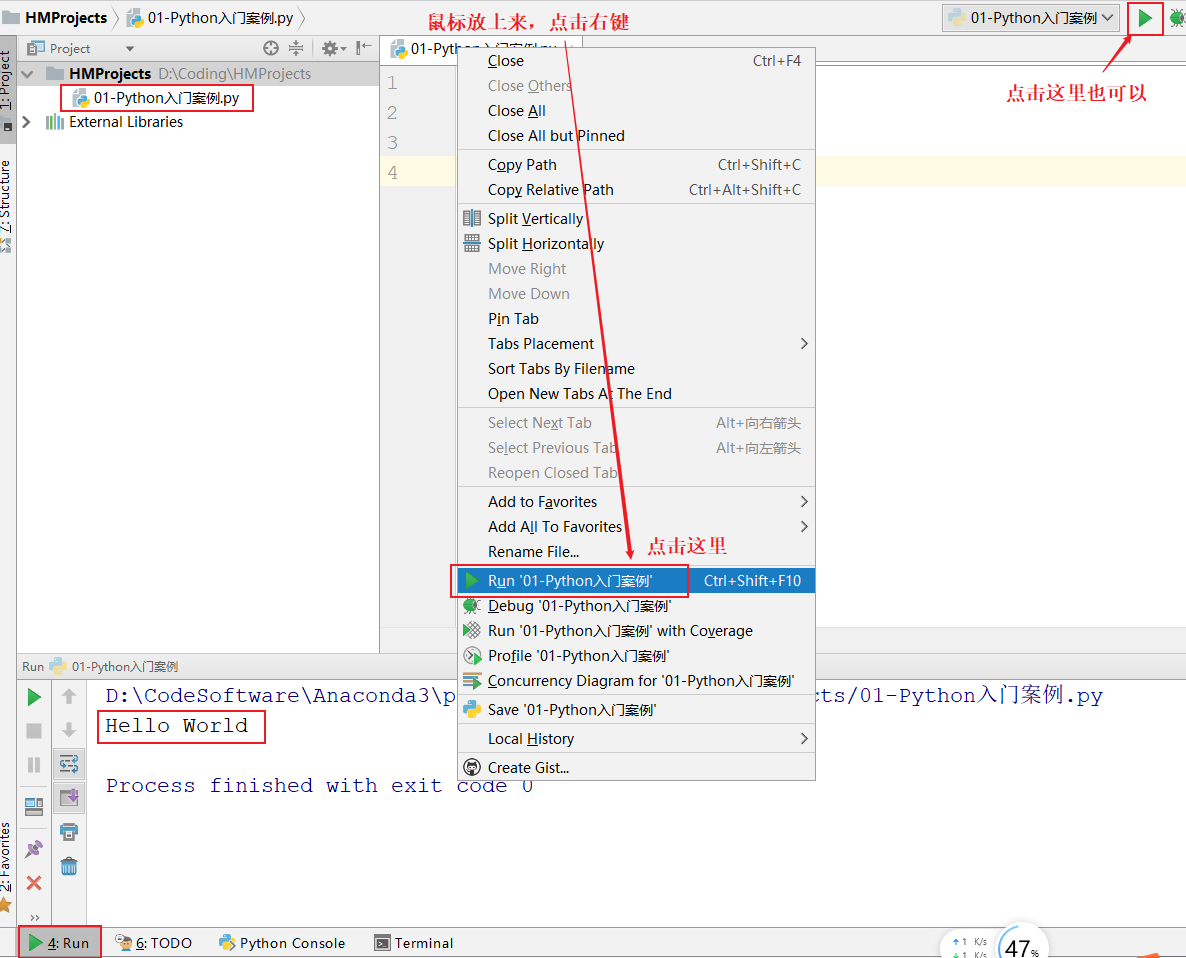 HMProjects 01-Python入门案例.py
鼠标放上来，点击右键
01-Python入门案例
点击这里也可以
Project
1: Project
7: Structure
2: Favorites
HMProjects D:\Coding\HMProjects
01-Python入门案例.py
External Libraries
1
2
3
4
Close Ctrl+F4
Close Others
Close All
Close All but Pinned
Copy Path Ctrl+Shift+C
Copy Relative Path Ctrl+Alt+Shift+C
Split Vertically
Split Horizontally
Move Right
Move Down
Pin Tab
Tabs Placement
Sort Tabs By Filename
Open New Tabs At The End
Select Next Tab Alt+向右箭头
Select Previous Tab Alt+向左箭头
Reopen Closed Tab
Add to Favorites
Add All To Favorites
Rename File...
点击这里
Run '01-Python入门案例' Ctrl+Shift+F10
Debug '01-Python入门案例'
Run '01-Python入门案例' with Coverage
Profile '01-Python入门案例'
Concurrency Diagram for '01-Python入门案例'
Save '01-Python入门案例'
Local History
Create Gist...
Run 01-Python入门案例
D:\CodeSoftware\Anaconda3\p cts/01-Python入门案例.py
Hello World
Process finished with exit code 0
4: Run 6: TODO Python Console Terminal
↑ 1 K/s
↓ 1 K/s
47%